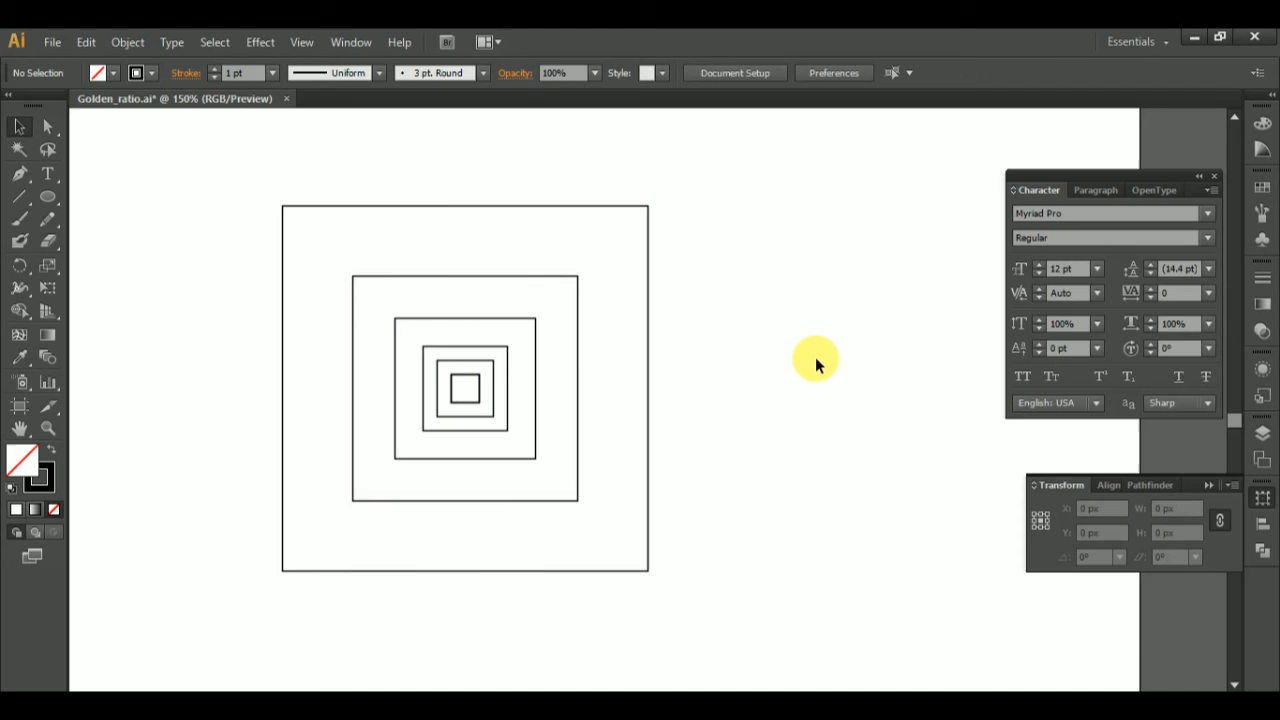 Ai File Edit Object Type Select Effect View Window Help Br Essentials
No Selection Stroke: 1 pt Uniform 3 pt. Round Opacity: 100% Style: Document Setup Preferences
Golden_ratio.ai* @ 150% (RGB/Preview) ×
Character Paragraph OpenType
Myriad Pro
Regular
12 pt (14.4 pt)
Auto 0
100% 100%
0 pt 0°
English: USA Sharp
Transform Align Pathfinder
X: 0 px W: 0 px
Y: 0 px H: 0 px
0° 0°